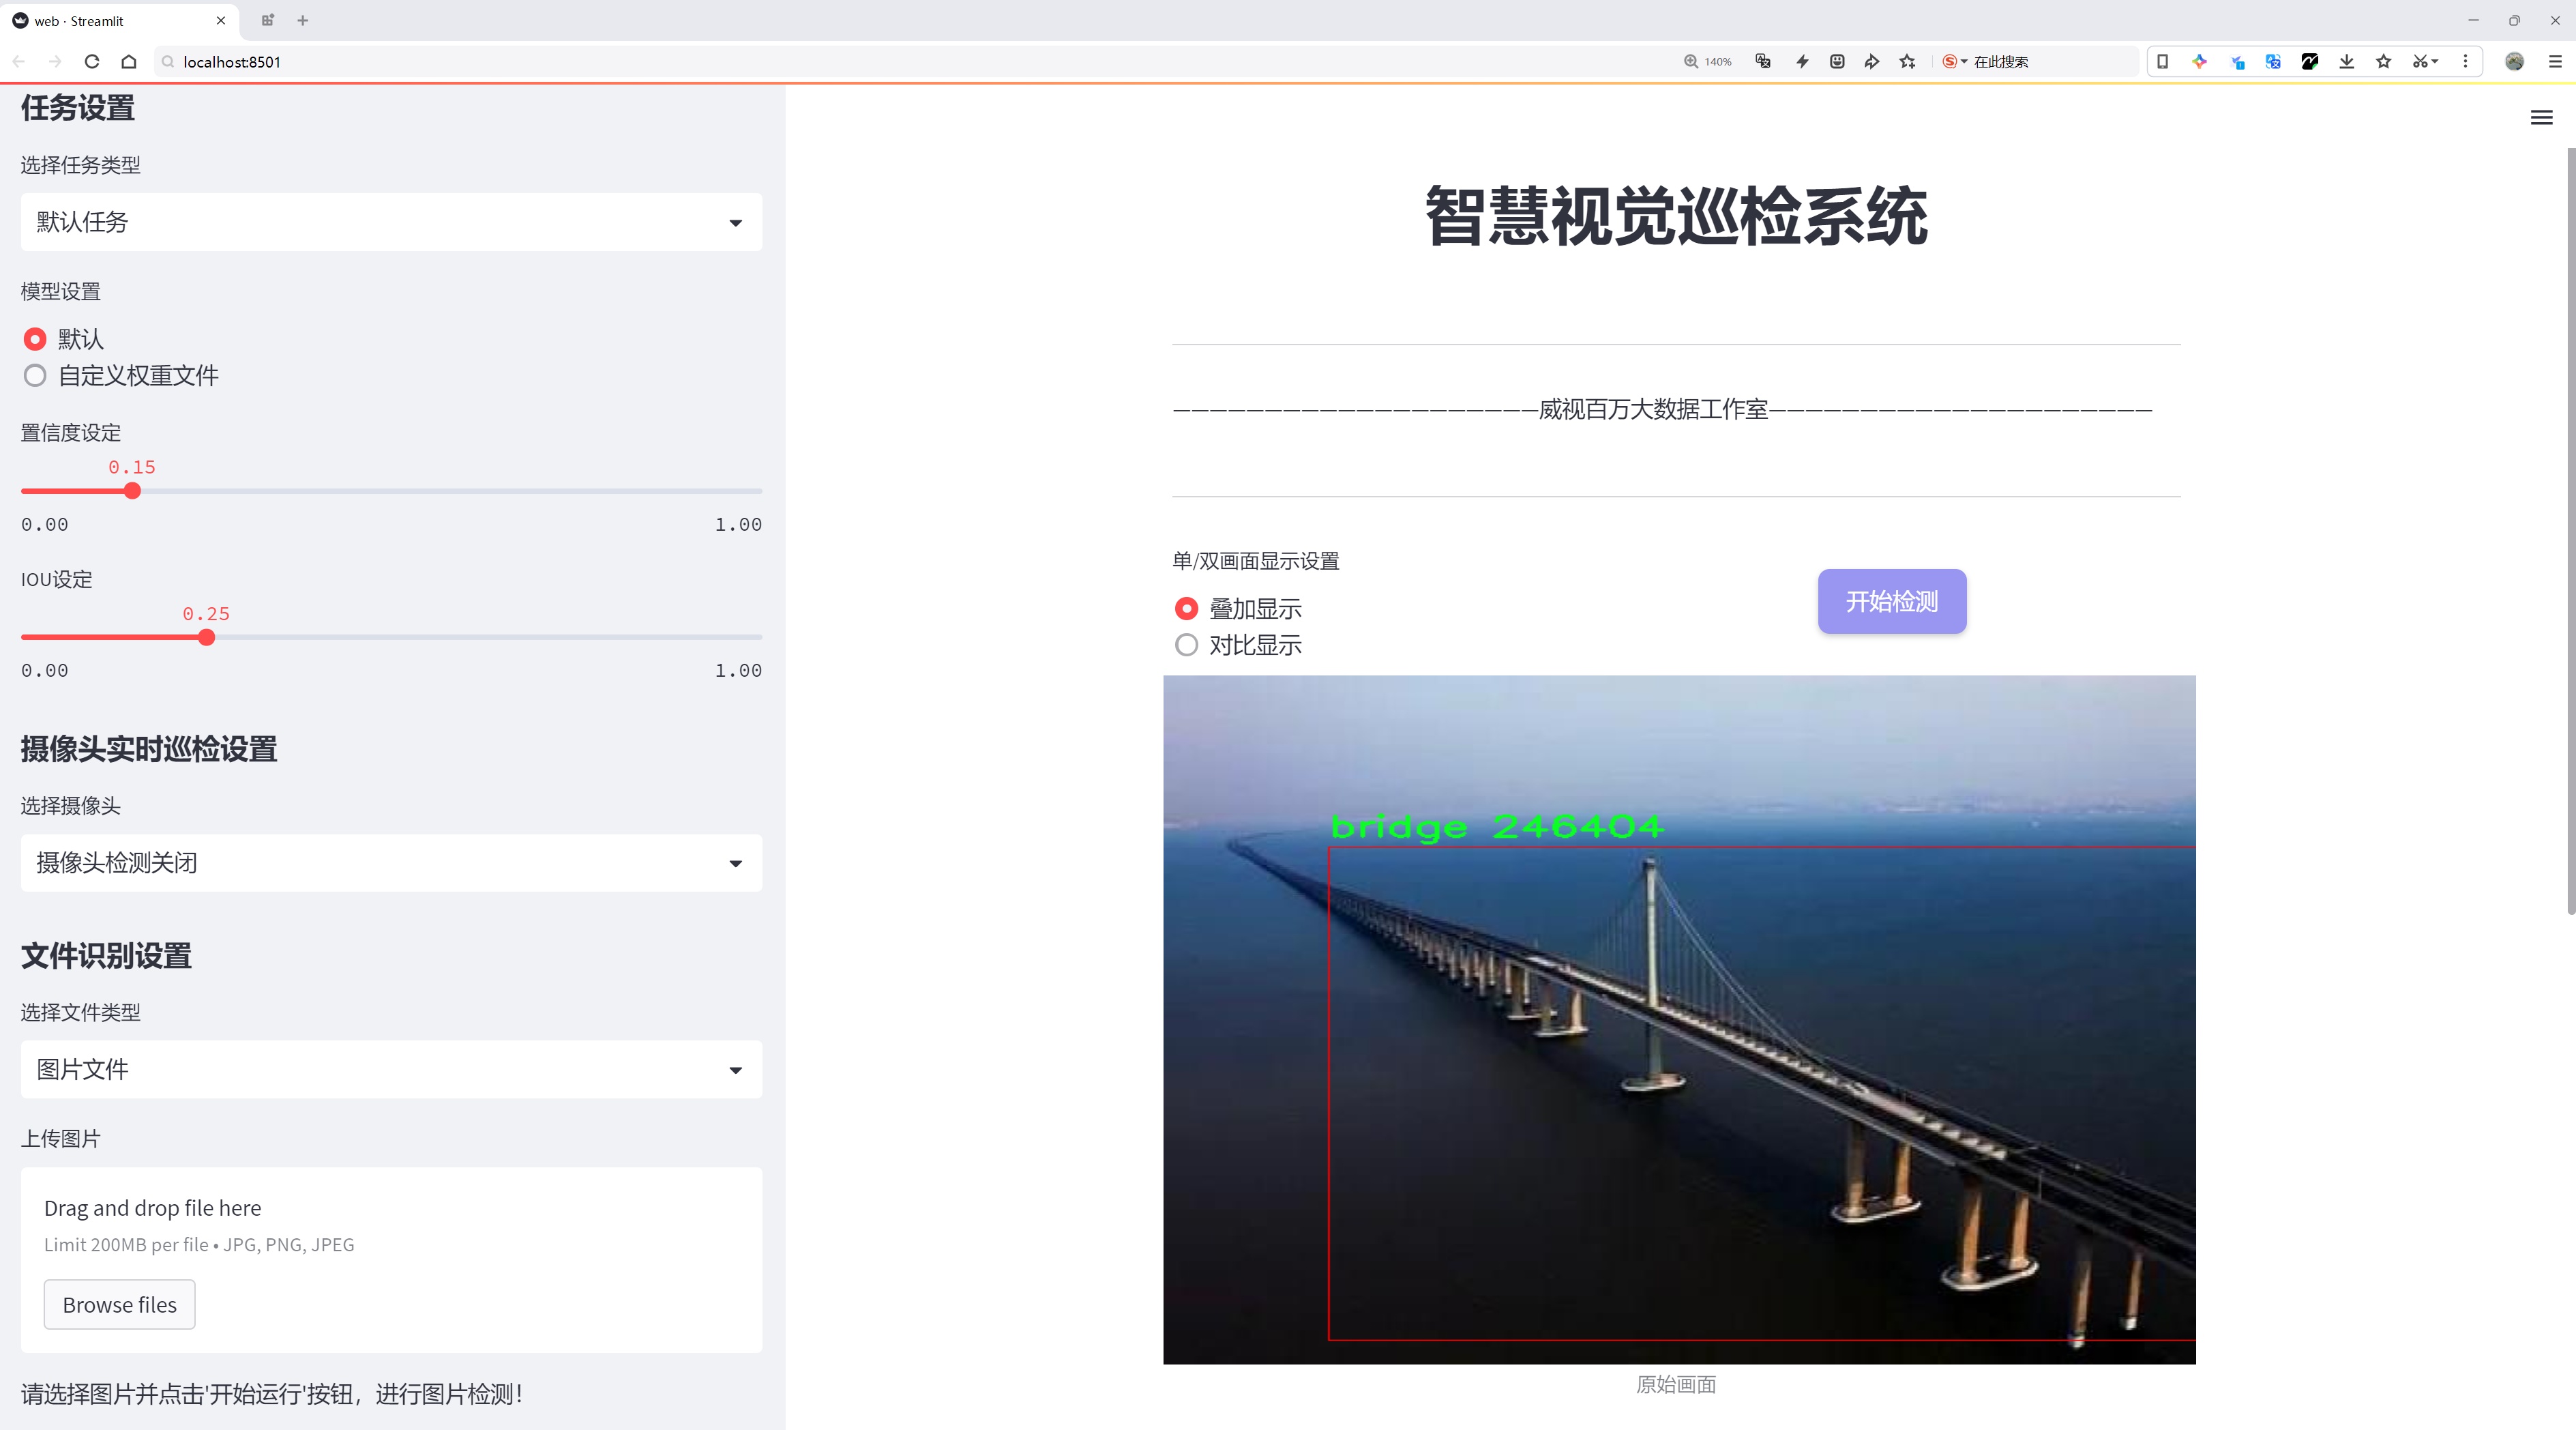 web · Streamlit
localhost:8501
140%
在此搜索
任务设置
选择任务类型
默认任务
模型设置
默认
自定义权重文件
置信度设定
0.15
0.00
1.00
IOU设定
0.25
0.00
1.00
摄像头实时巡检设置
选择摄像头
摄像头检测关闭
文件识别设置
选择文件类型
图片文件
上传图片
Drag and drop file here
Limit 200MB per file • JPG, PNG, JPEG
Browse files
请选择图片并点击'开始运行'按钮，进行图片检测！
智慧视觉巡检系统
————————————————————威视百万大数据工作室—————————————————————
单/双画面显示设置
叠加显示
对比显示
开始检测
bridge 246404
原始画面